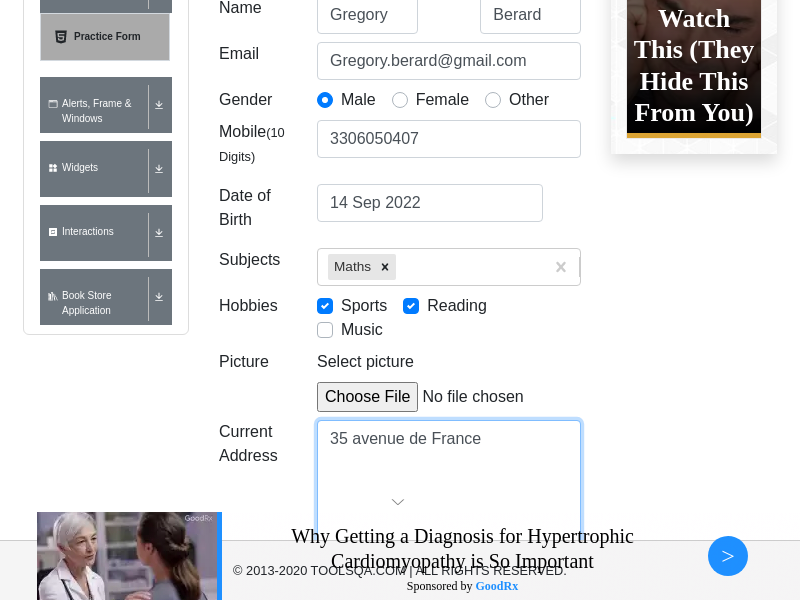 Practice Form
Alerts, Frame &
Windows
Widgets
Interactions
Book Store
Application
Name
Gregory
Berard
Email
Gregory.berard@gmail.com
Gender
Male
Female
Other
Mobile(10
Digits)
3306050407
Date of
Birth
14 Sep 2022
Subjects
Maths
Hobbies
Sports
Reading
Music
Picture
Select picture
Choose File No file chosen
Current
Address
35 avenue de France
Watch
This (They
Hide This
From You)
GoodRx
Why Getting a Diagnosis for Hypertrophic
Cardiomyopathy is So Important
© 2013-2020 TOOLSQA.COM | ALL RIGHTS RESERVED.
Sponsored by GoodRx
>